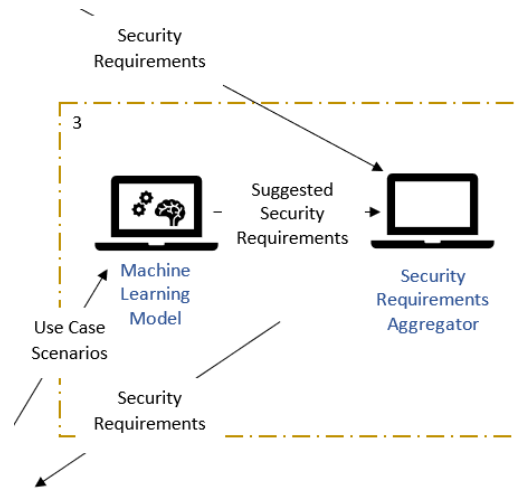 Security
Requirements
3
Suggested
Security
Requirements
Machine
Learning
Model
Security
Requirements
Aggregator
Use Case
Scenarios
Security
Requirements